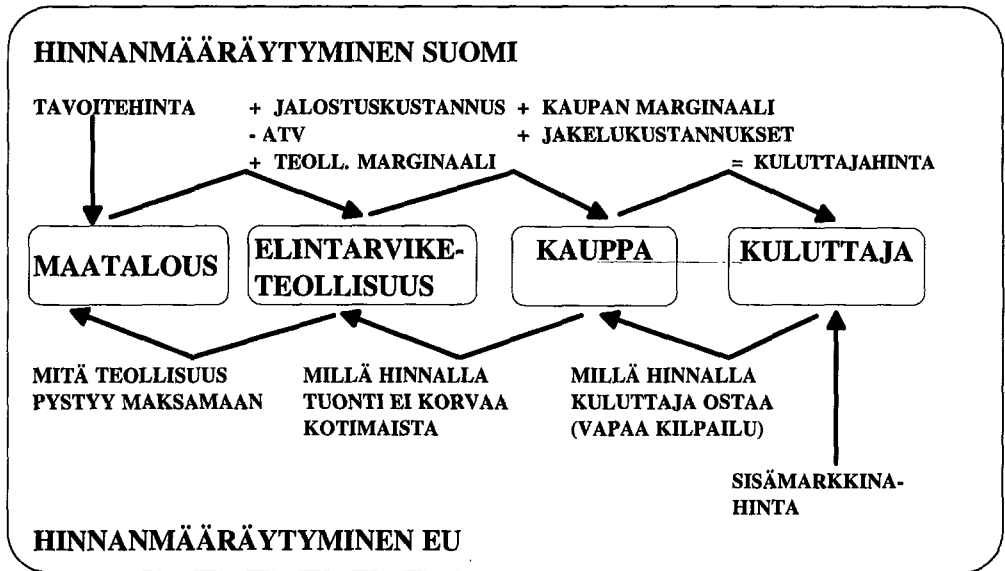 HINNANMÄÄRÄYTYMINEN SUOMI
TAVOITEHINTA
+ JALOSTUSKUSTANNUS
- ATV
+ TEOLL. MARGINAALI
+ KAUPAN MARGINAALI
+ JAKELUKUSTANNUKSET
= KULUTTAJAHINTA
MAATALOUS
ELINTARVIKE-
TEOLLISUUS
KAUPPA
KULUTTAJA
MITÄ TEOLLISUUS
PYSTYY MAKSAMAAN
MILLÄ HINNALLA
TUONTI EI KORVAA
KOTIMAISTA
MILLÄ HINNALLA
KULUTTAJA OSTAA
(VAPAA KILPAILU)
SISÄMARKKINA-
HINTA
HINNANMÄÄRÄYTYMINEN EU